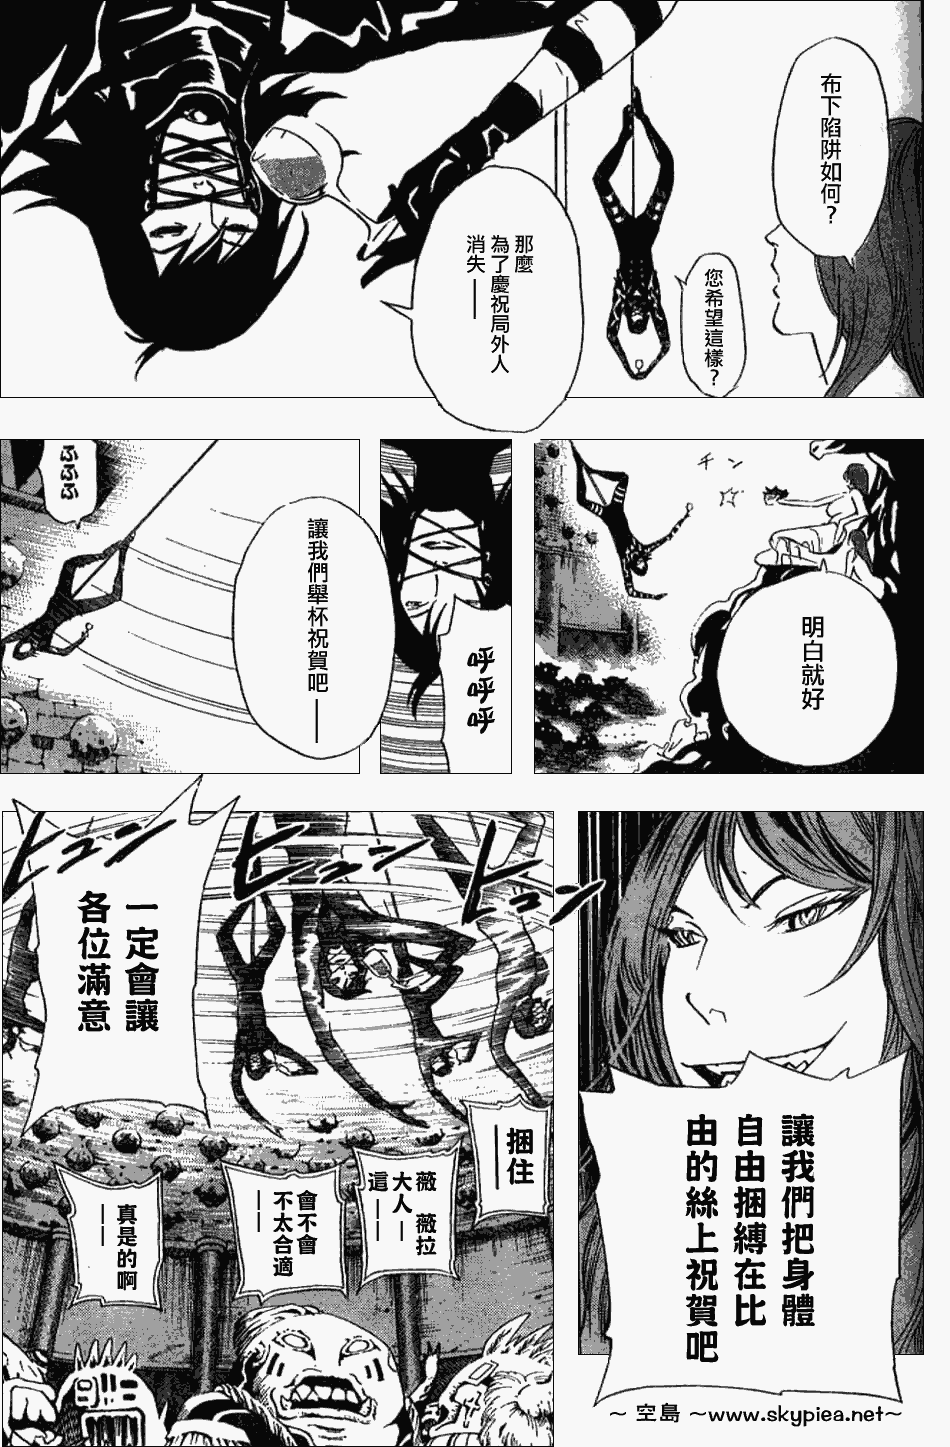 布下陷阱如何？
您希望這樣？
那麼
為了慶祝局外人
消失——
チン
明白就好
呼呼呼
讓我們舉杯祝賀吧——
ふふふ
讓我們把身體
自由捆縛在比
由的絲上祝賀吧
ヒュン
ヒュン
ヒュン
一定會讓
各位滿意
——捆住
薇薇拉
大人—
這——
會不會
不太合適
——
真是的啊
——
～ 空島 ～www.skypiea.net～